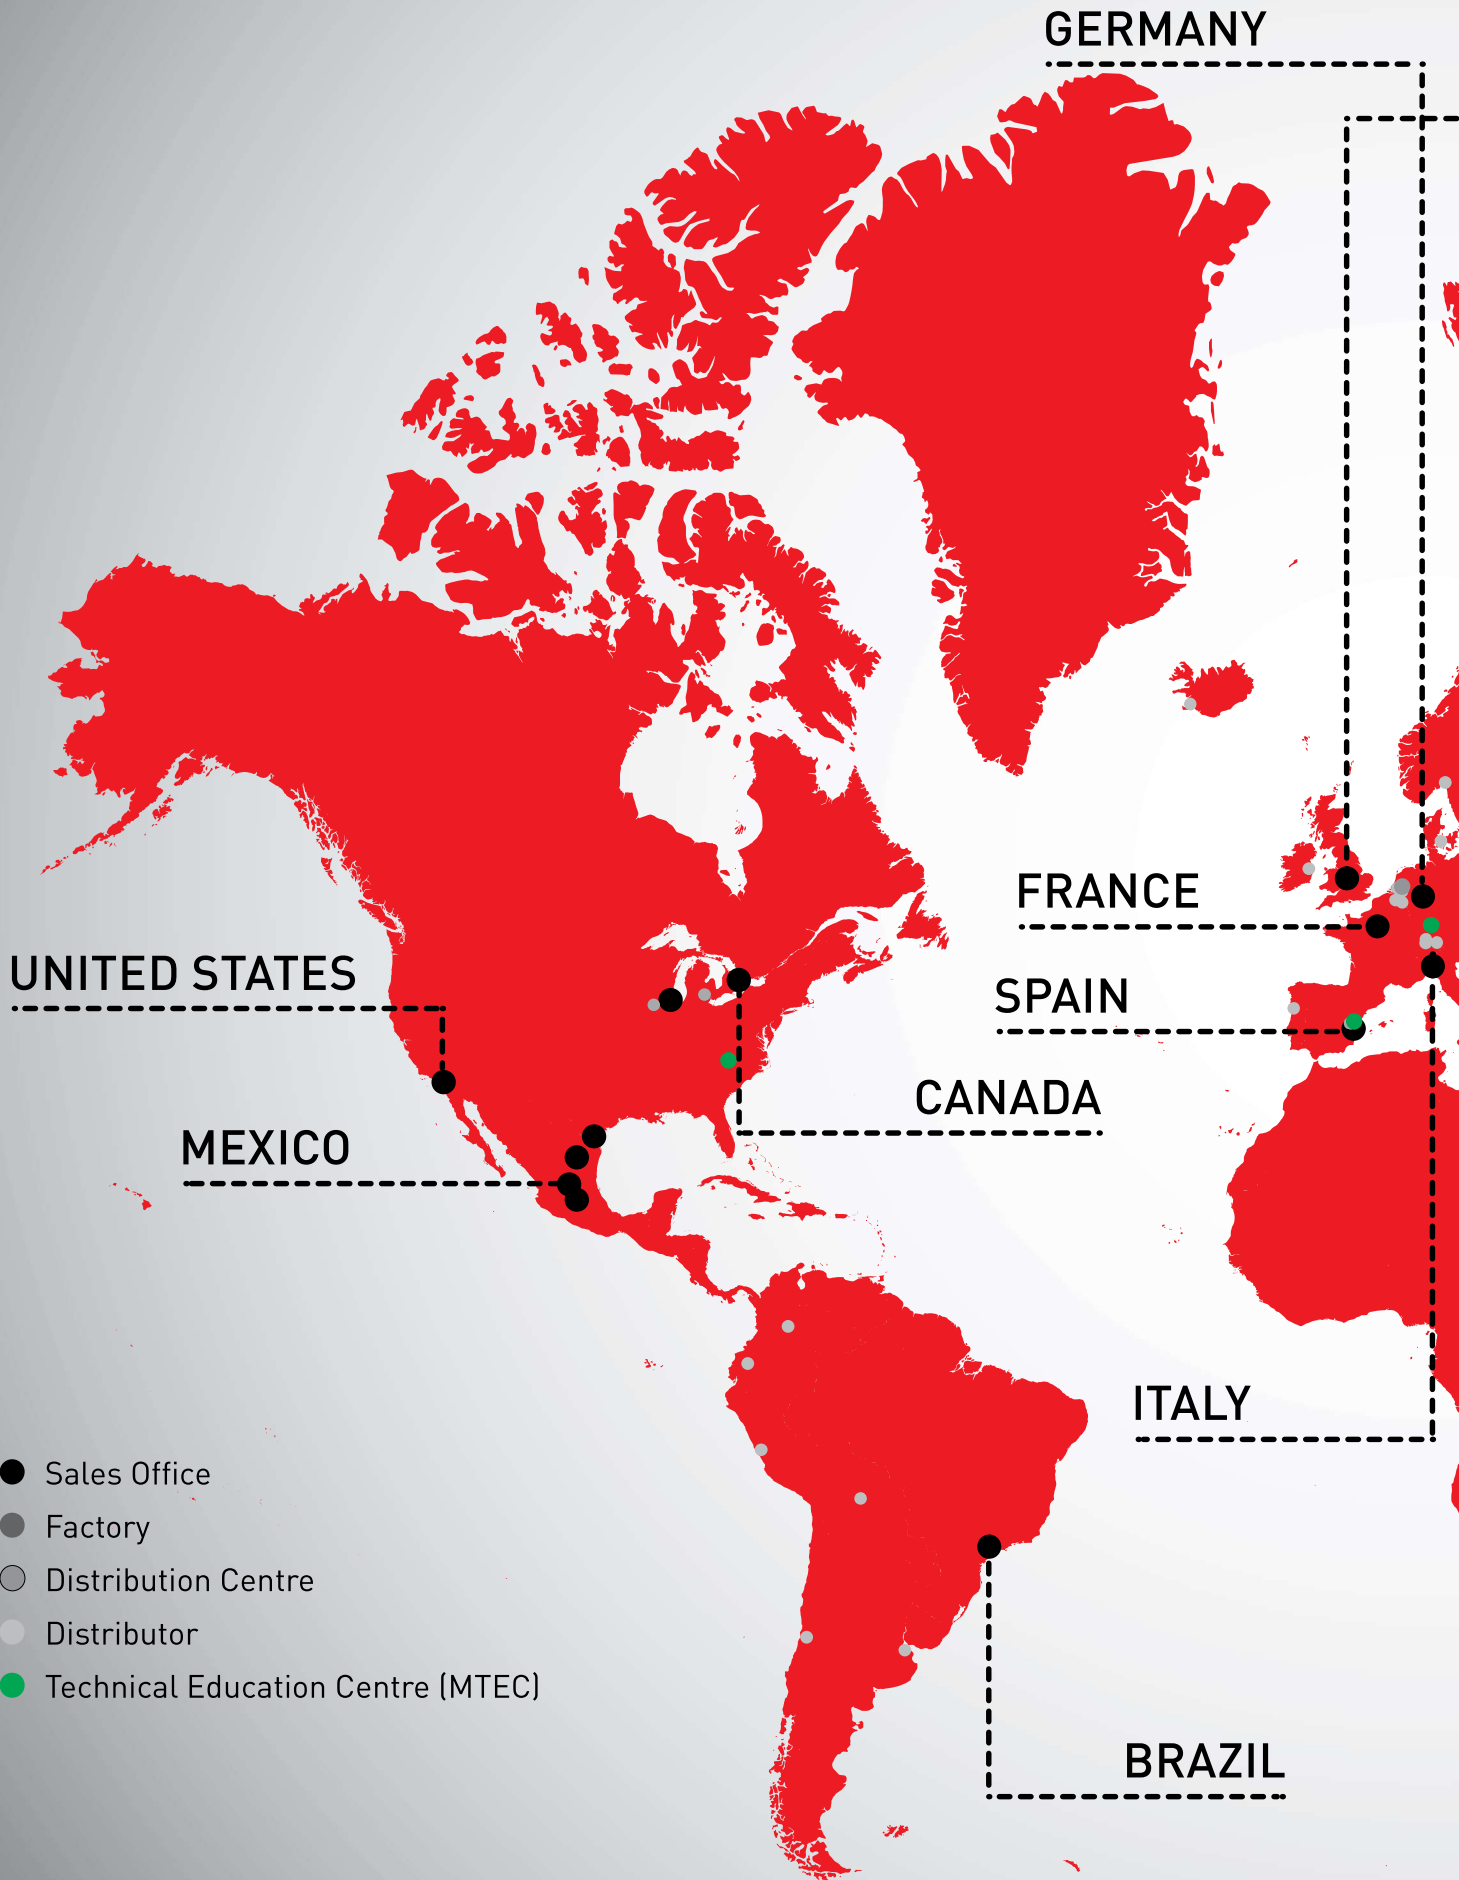 GERMANY
FRANCE
UNITED STATES
SPAIN
CANADA
MEXICO
ITALY
Sales Office
Factory
Distribution Centre
Distributor
Technical Education Centre (MTEC)
BRAZIL